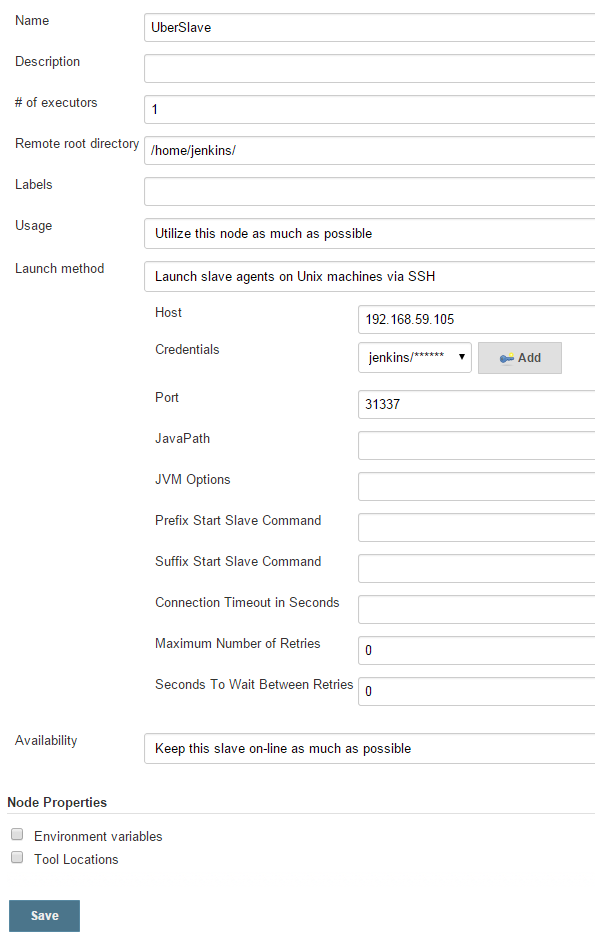 Name UberSlave
Description
# of executors 1
Remote root directory /home/jenkins/
Labels
Usage Utilize this node as much as possible
Launch method Launch slave agents on Unix machines via SSH
Host 192.168.59.105
Credentials jenkins/****** Add
Port 31337
JavaPath
JVM Options
Prefix Start Slave Command
Suffix Start Slave Command
Connection Timeout in Seconds
Maximum Number of Retries 0
Seconds To Wait Between Retries 0
Availability Keep this slave on-line as much as possible
Node Properties
Environment variables
Tool Locations
Save